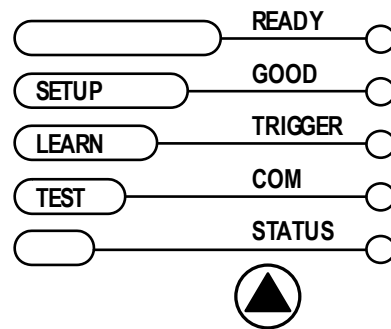 READY
SETUP GOOD
LEARN TRIGGER
TEST COM
STATUS